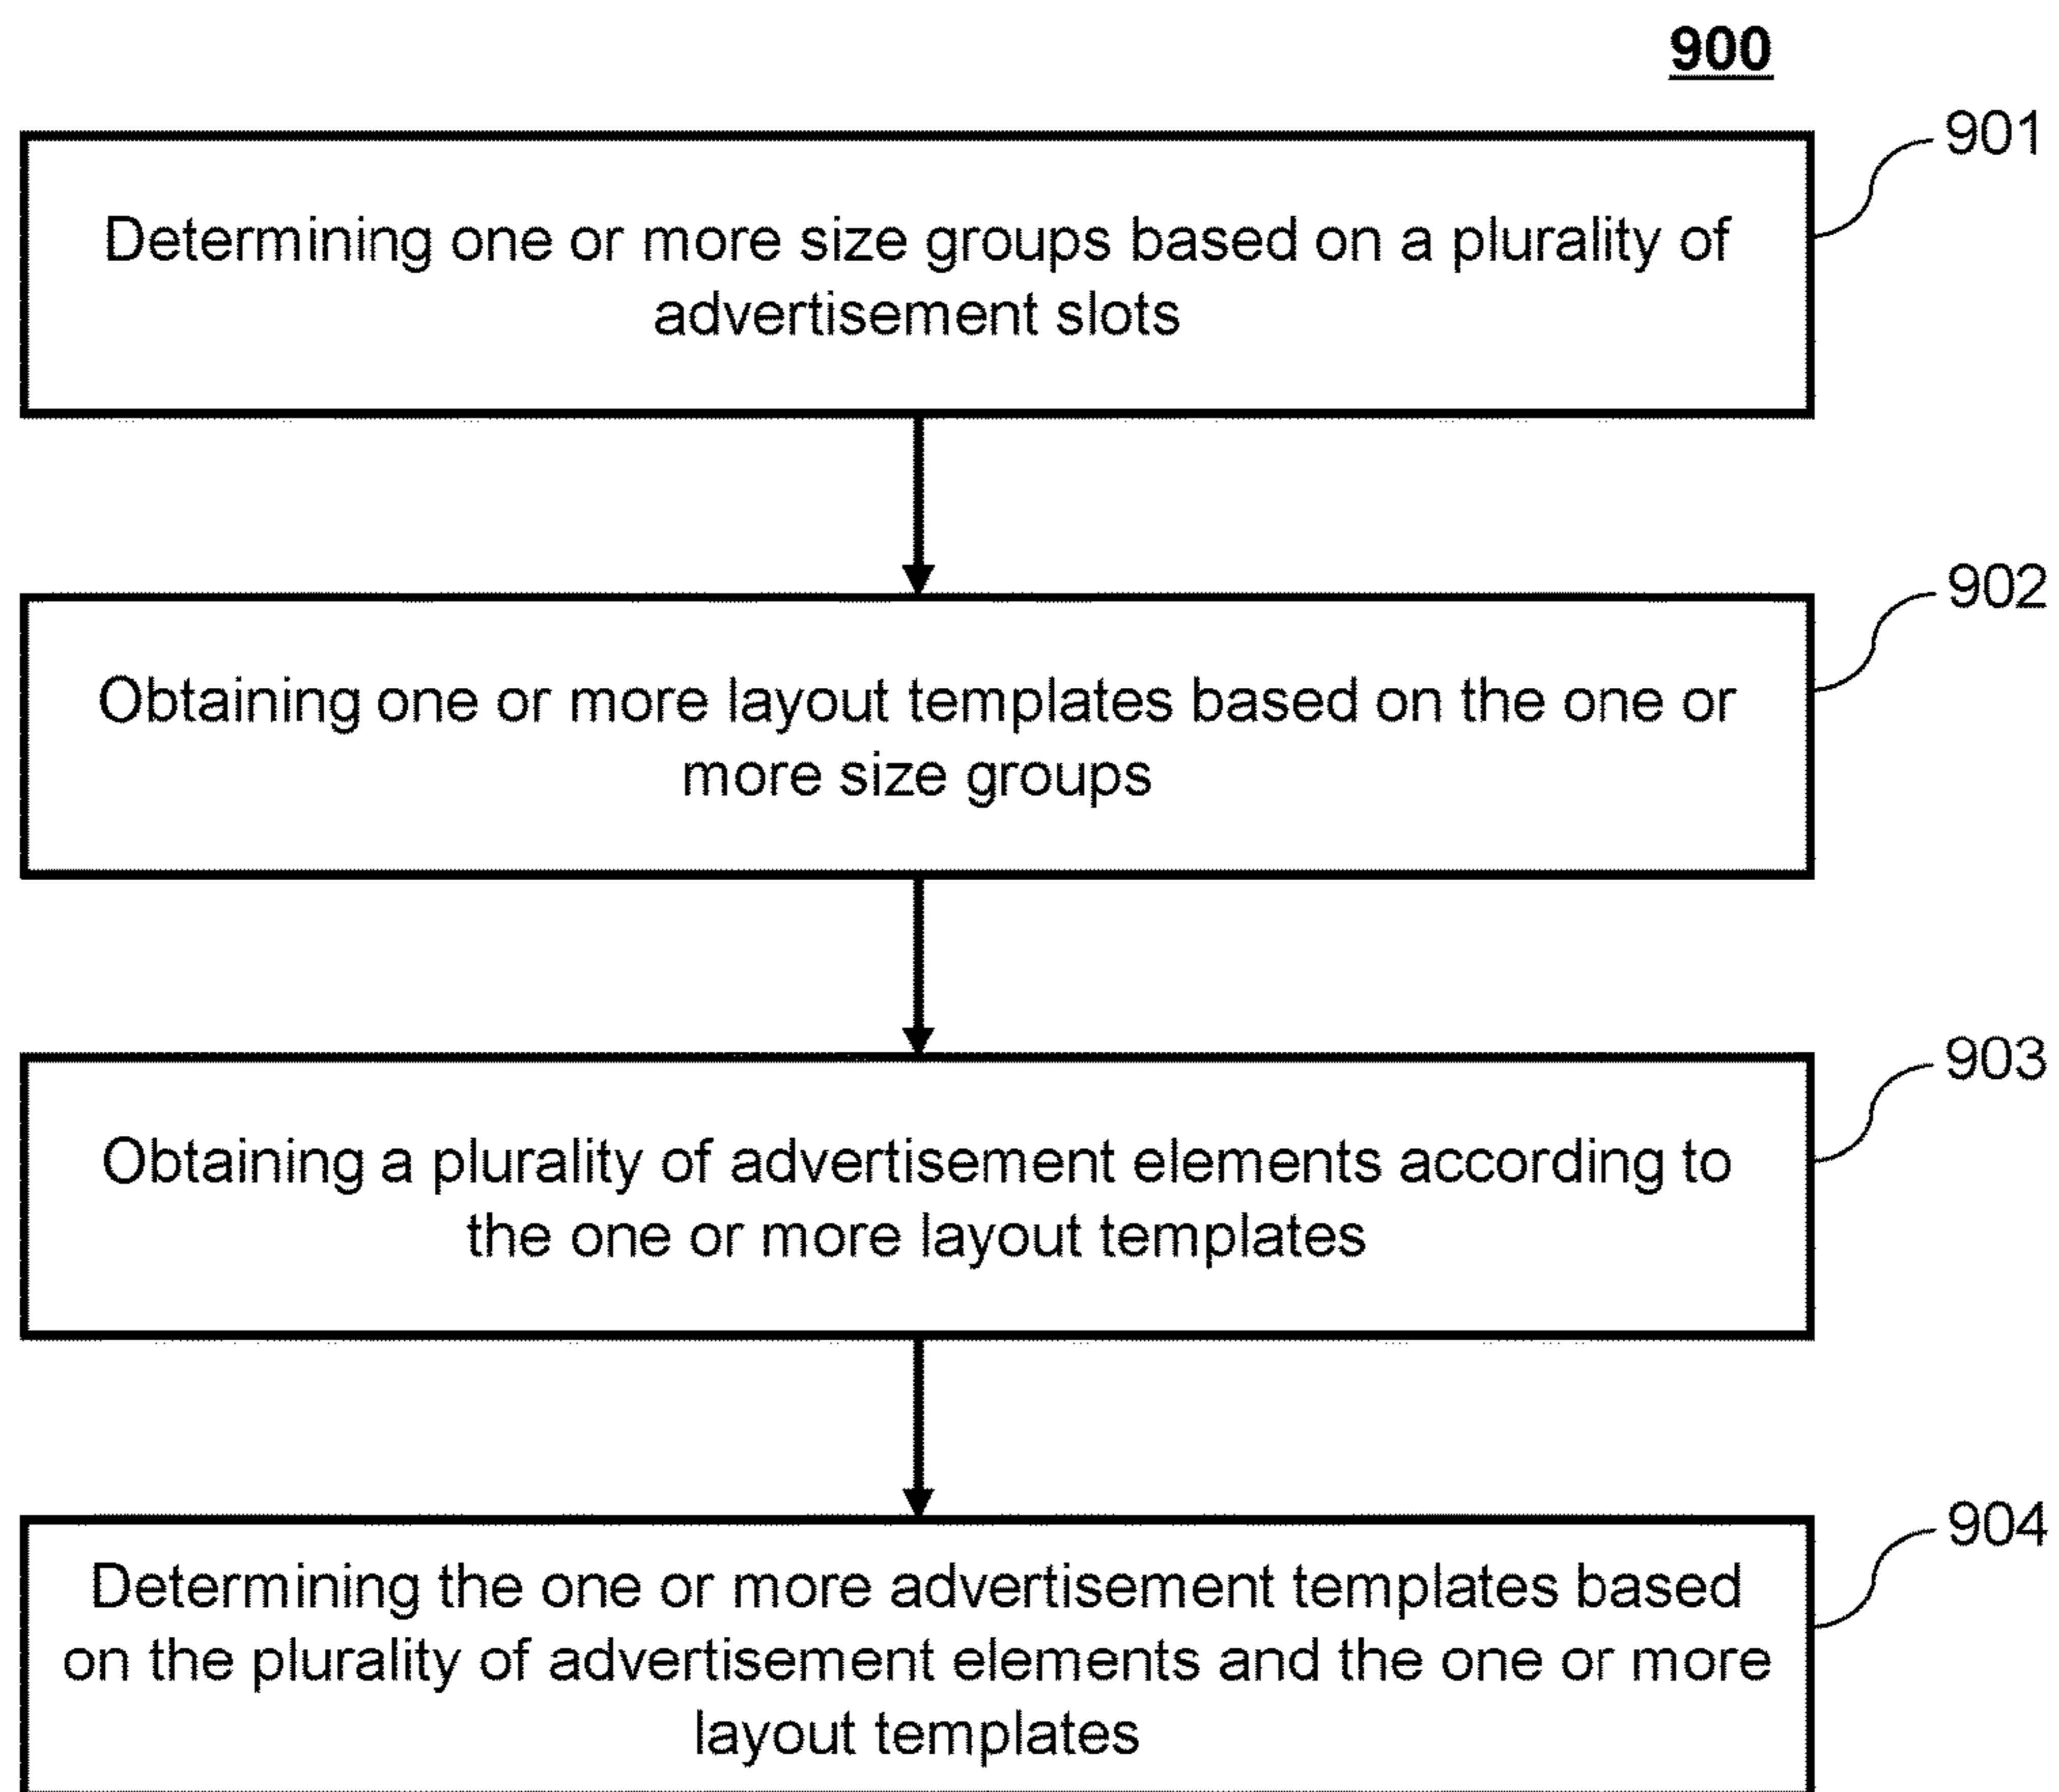 900
901
Determining one or more size groups based on a plurality of
advertisement slots
902
Obtaining one or more layout templates based on the one or
more size groups
903
Obtaining a plurality of advertisement elements according to
the one or more layout templates
904
Determining the one or more advertisement templates based
on the plurality of advertisement elements and the one or more
layout templates